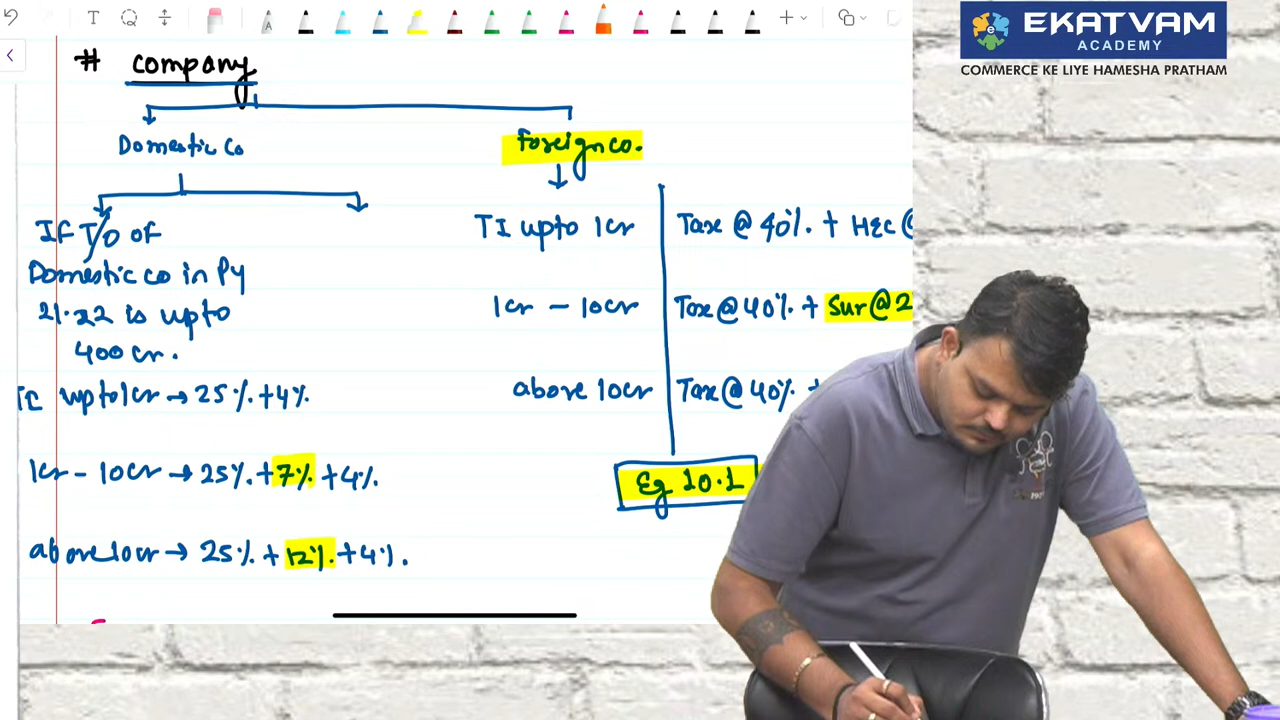 EKATVAM
ACADEMY
COMMERCE KE LIYE HAMESHA PRATHAM
# company
Domestic Co
Foreign co.
If T/O of
Domestic co in Py
21.22 is upto
400 cr.
upto 1cr → 25% + 4%
1cr - 10cr → 25% + 7% + 4%
above 10cr → 25% + 12% + 4%.
TI upto 1cr Tax @ 40% + H&C @
1cr - 10cr Tax @ 40% + Sur @ 2
above 10cr Tax @ 40% +
Eg 10.1